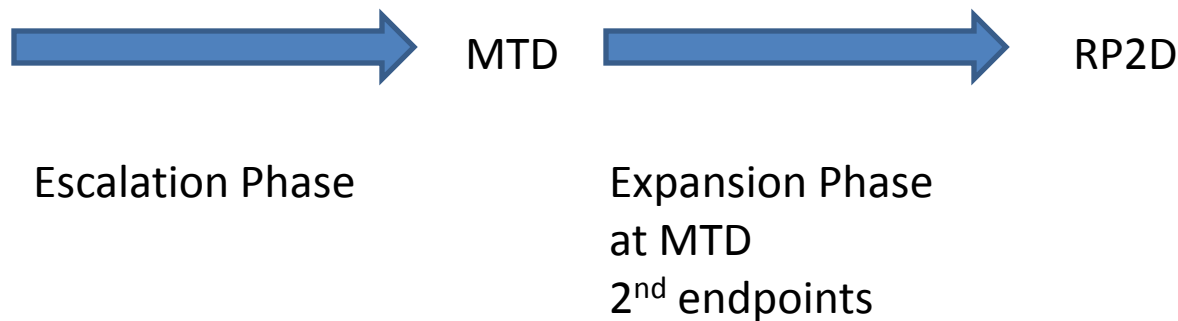 MTD RP2D
Escalation Phase Expansion Phase
at MTD
2nd endpoints